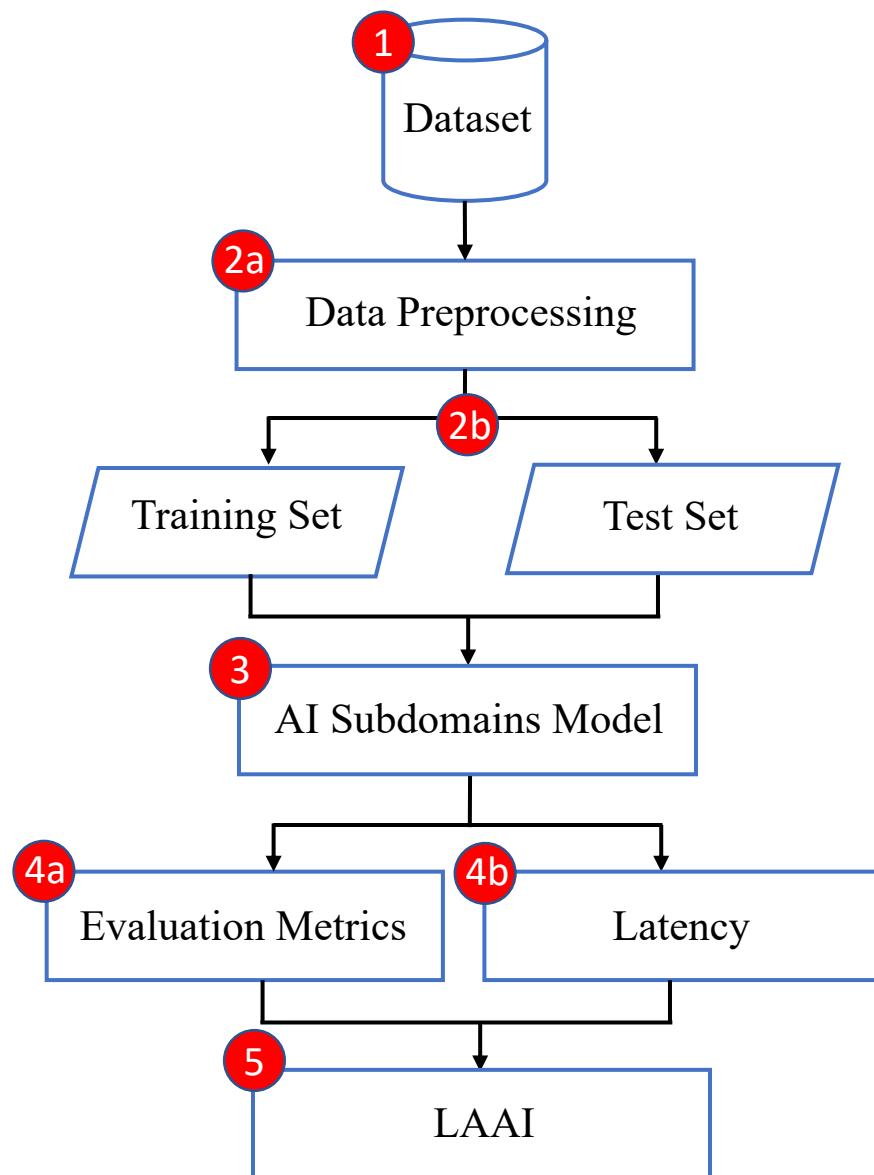 1
Dataset
2a
Data Preprocessing
2b
Training Set
Test Set
3
AI Subdomains Model
4a
4b
Evaluation Metrics
Latency
5
LAAI